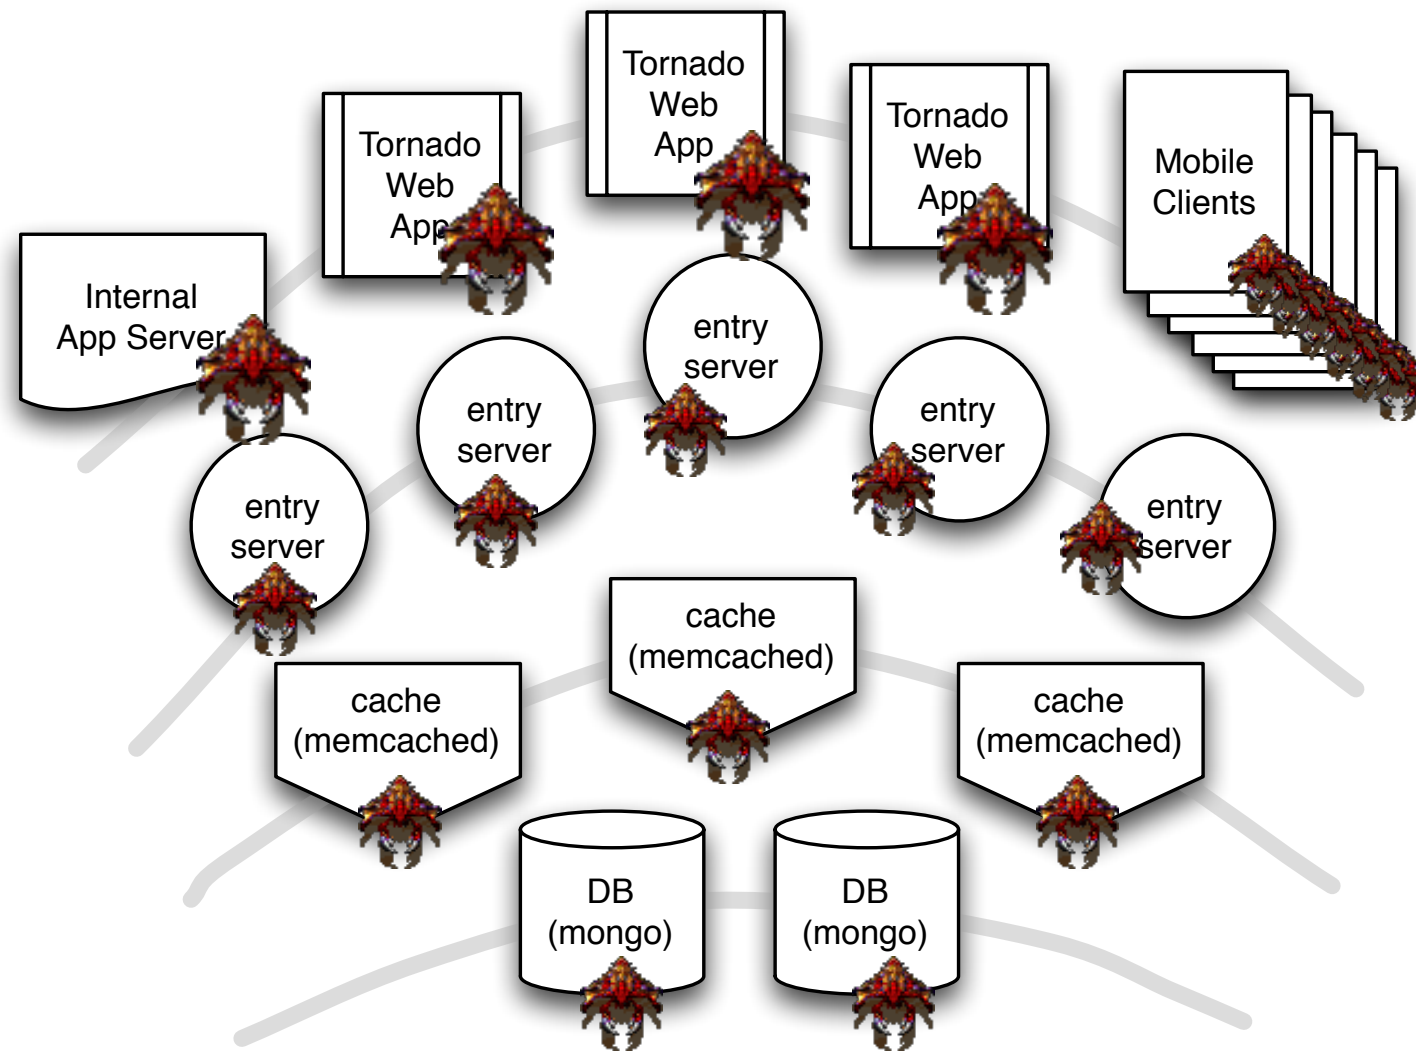 Tornado
Web
App
Tornado
Web
App
Tornado
Web
App
Mobile
Clients
Internal
App Server
entry
server
entry
server
entry
server
entry
server
entry
server
cache
(memcached)
cache
(memcached)
cache
(memcached)
DB
(mongo)
DB
(mongo)